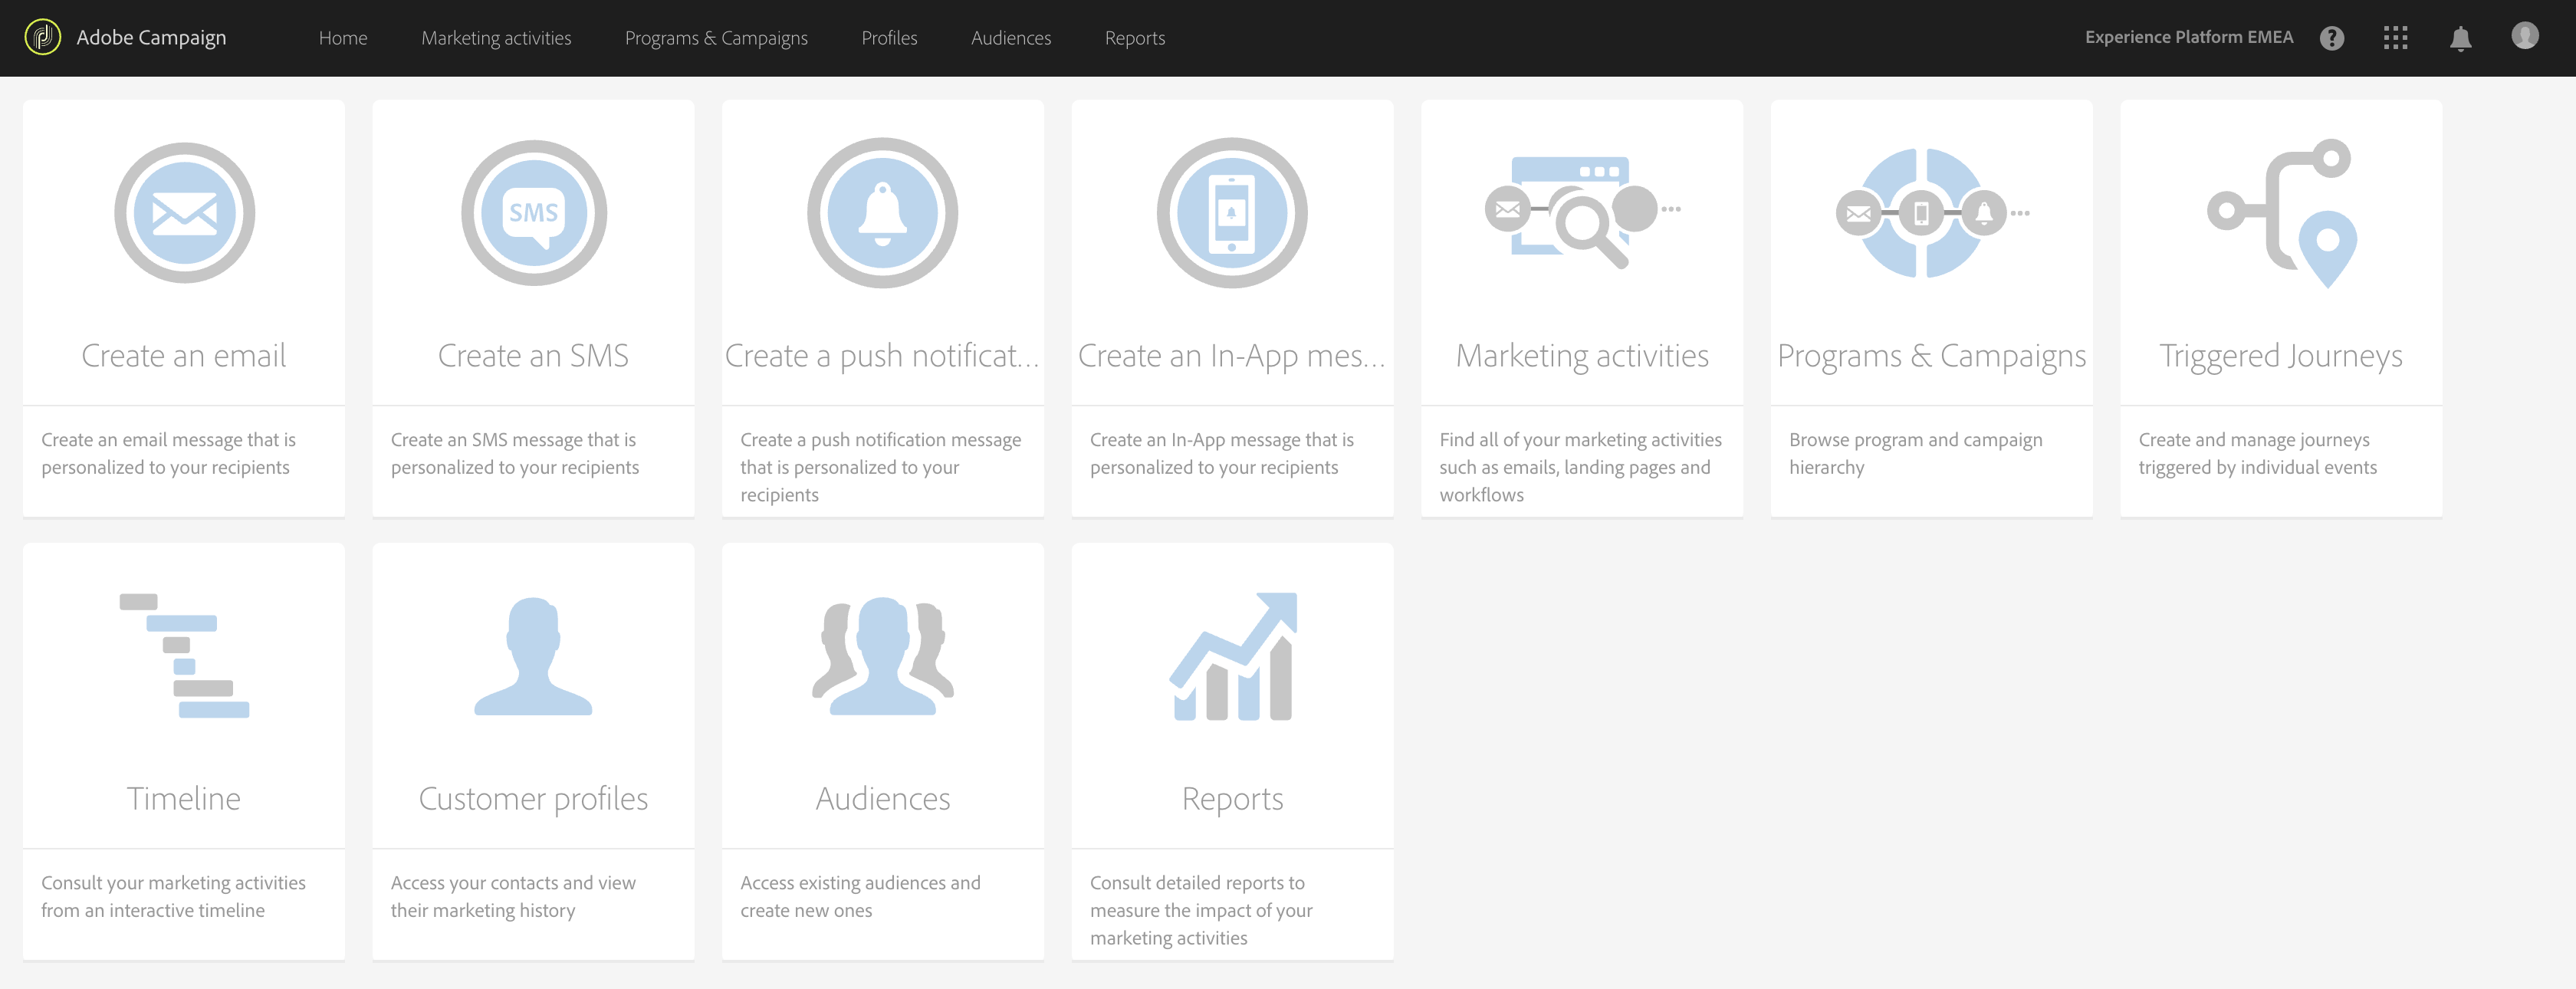 Adobe Campaign
Home
Marketing activities
Programs & Campaigns
Profiles
Audiences
Reports
Experience Platform EMEA
?
SMS
Create an email
Create an SMS
Create a push notificat...
Create an In-App mes...
Marketing activities
Programs & Campaigns
Triggered Journeys
Create an email message that is
personalized to your recipients
Create an SMS message that is
personalized to your recipients
Create a push notification message
that is personalized to your
recipients
Create an In-App message that is
personalized to your recipients
Find all of your marketing activities
such as emails, landing pages and
workflows
Browse program and campaign
hierarchy
Create and manage journeys
triggered by individual events
Timeline
Customer profiles
Audiences
Reports
Consult your marketing activities
from an interactive timeline
Access your contacts and view
their marketing history
Access existing audiences and
create new ones
Consult detailed reports to
measure the impact of your
marketing activities